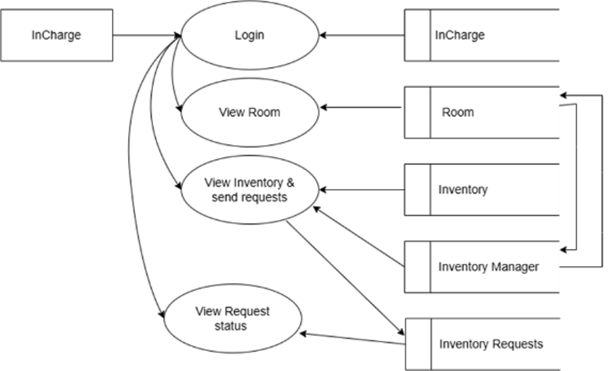 InCharge
Login
InCharge
View Room
Room
View Inventory &
send requests
Inventory
Inventory Manager
View Request
status
Inventory Requests